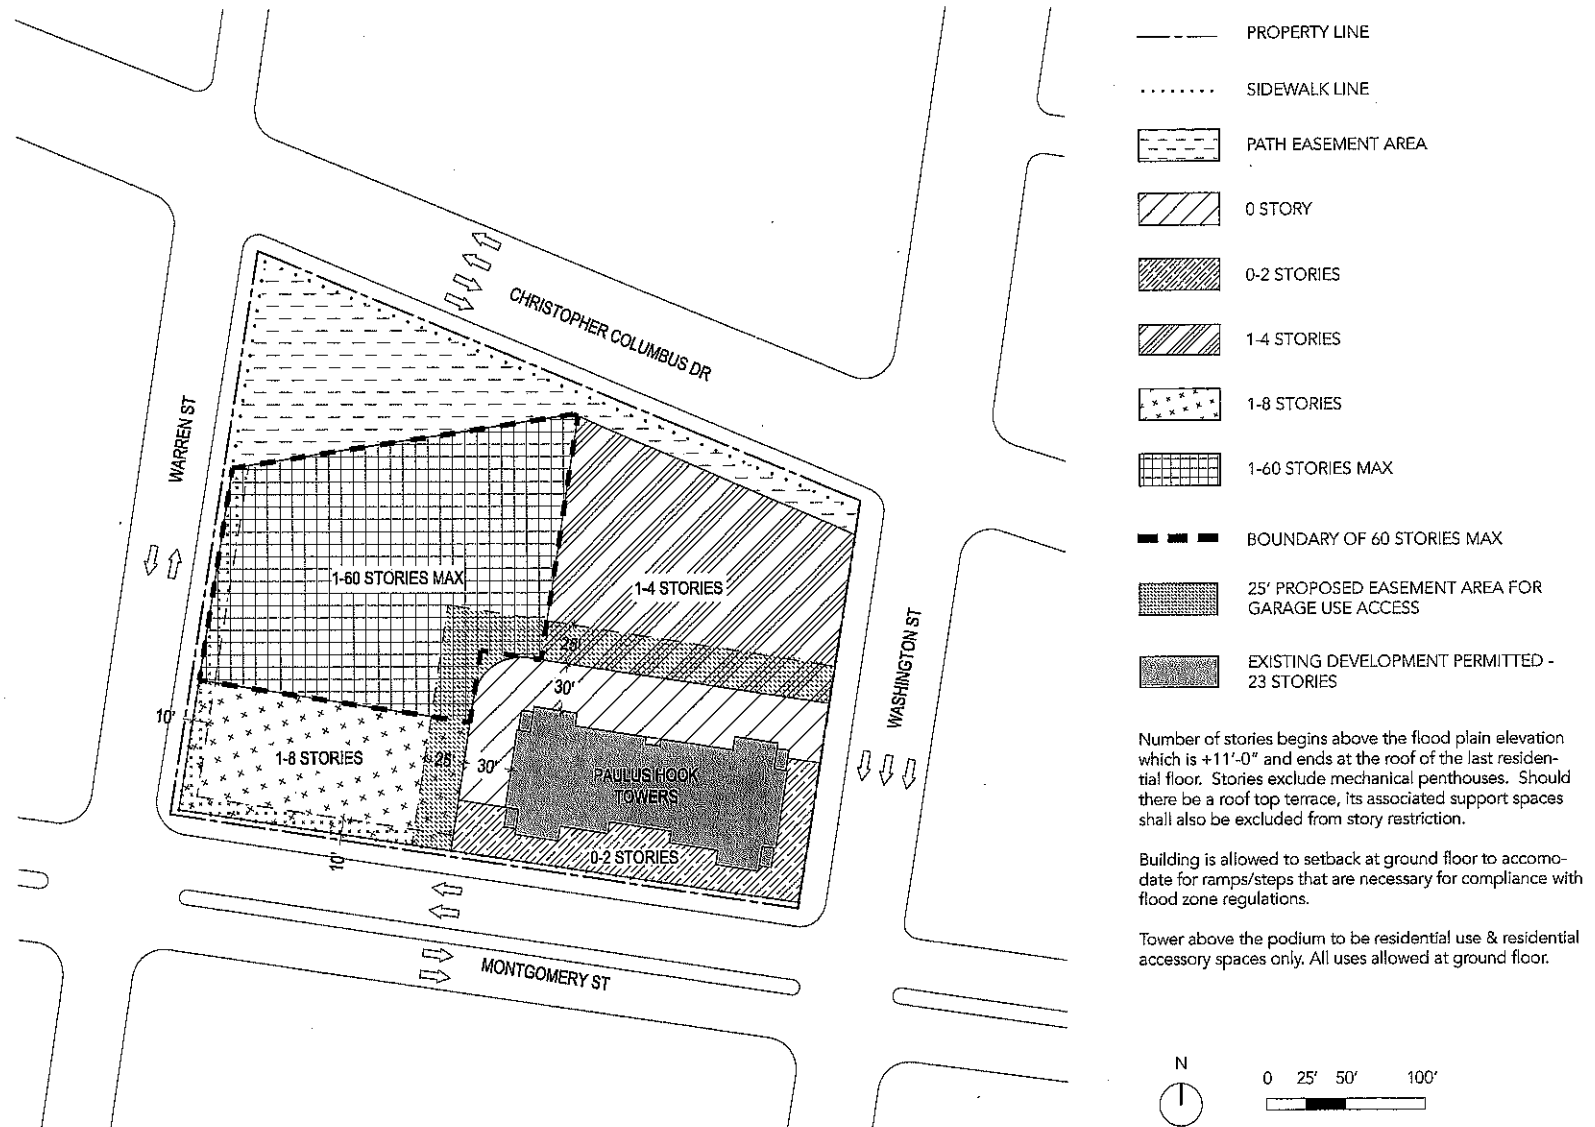 PROPERTY LINE
SIDEWALK LINE
PATH EASEMENT AREA
0 STORY
0-2 STORIES
1-4 STORIES
1-8 STORIES
1-60 STORIES MAX
BOUNDARY OF 60 STORIES MAX
25' PROPOSED EASEMENT AREA FOR
GARAGE USE ACCESS
EXISTING DEVELOPMENT PERMITTED -
23 STORIES
Number of stories begins above the flood plain elevation
which is +11'-0" and ends at the roof of the last residen-
tial floor. Stories exclude mechanical penthouses. Should
there be a roof top terrace, its associated support spaces
shall also be excluded from story restriction.
Building is allowed to setback at ground floor to accomo-
date for ramps/steps that are necessary for compliance with
flood zone regulations.
Tower above the podium to be residential use & residential
accessory spaces only. All uses allowed at ground floor.
N
0 25' 50' 100'
CHRISTOPHER COLUMBUS DR
WARREN ST
1-60 STORIES MAX
1-4 STORIES
WASHINGTON ST
25'
30'
10'
1-8 STORIES
25'
30'
PAULUS HOOK
TOWERS
0-2 STORIES
10'
MONTGOMERY ST